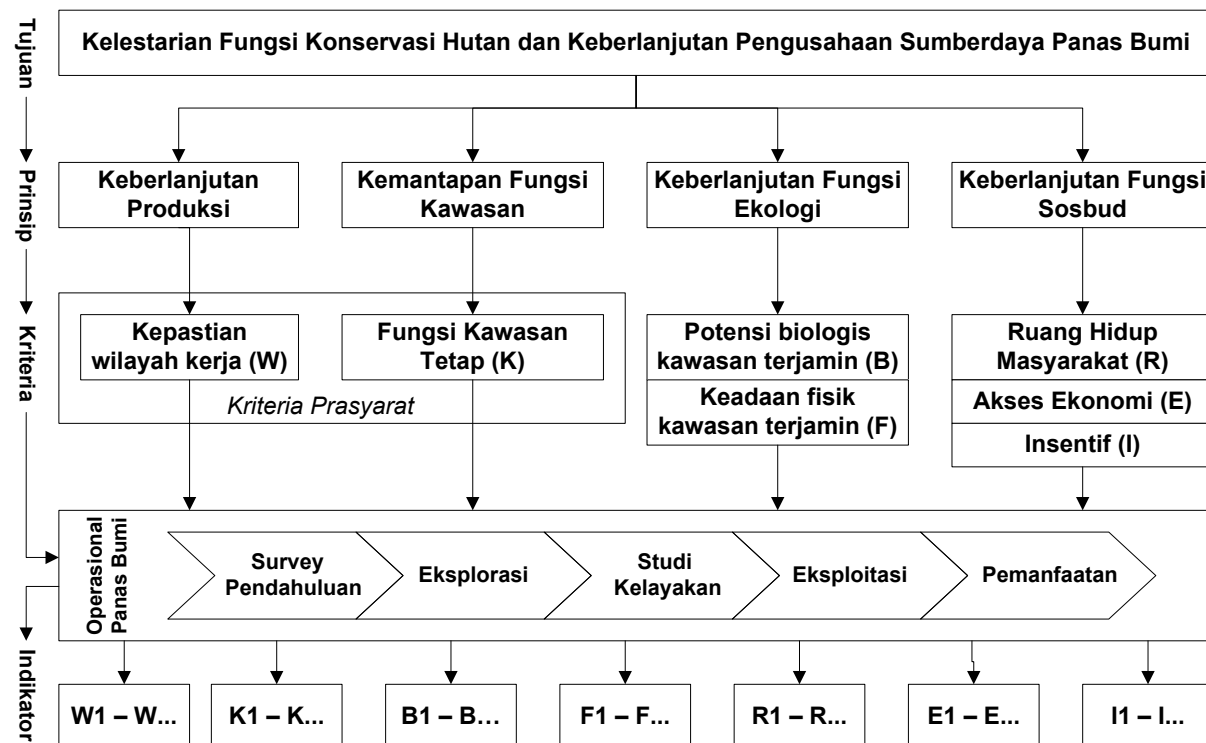 Tujuan
Kelestarian Fungsi Konservasi Hutan dan Keberlanjutan Pengusahaan Sumberdaya Panas Bumi
Prinsip
Keberlanjutan
Produksi
Kemantapan Fungsi
Kawasan
Keberlanjutan Fungsi
Ekologi
Keberlanjutan Fungsi
Sosbud
Kriteria
Kepastian
wilayah kerja (W)
Fungsi Kawasan
Tetap (K)
Kriteria Prasyarat
Potensi biologis
kawasan terjamin (B)
Keadaan fisik
kawasan terjamin (F)
Ruang Hidup
Masyarakat (R)
Akses Ekonomi (E)
Insentif (I)
Operasional
Panas Bumi
Survey
Pendahuluan
Eksplorasi
Studi
Kelayakan
Eksploitasi
Pemanfaatan
Indikator
W1 – W...
K1 – K...
B1 – B...
F1 – F...
R1 – R...
E1 – E...
I1 – I...